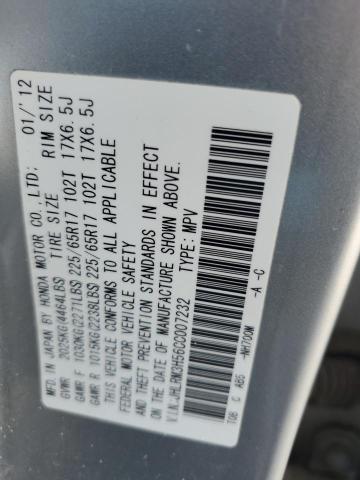 MADE IN JAPAN BY HONDA MOTOR CO.,LTD: 01/'12
2025KG(4464LBS) TIRE SIZE RIM SIZE
GVWR
GAWR F 1030KG(2271LBS) 225/65R17 102T 17X6.5J
GAWR R 1015KG(2238LBS) 225/65R17 102T 17X6.5J
THIS VEHICLE CONFORMS TO ALL APPLICABLE
FEDERAL MOTOR VEHICLE SAFETY
AND THEFT PREVENTION STANDARDS IN EFFECT
ON THE DATE OF MANUFACTURE SHOWN ABOVE.
V.I.N.:JHLRM3H56CC007232 TYPE: MPV
-A -C
-NH700M
T0B C AB5